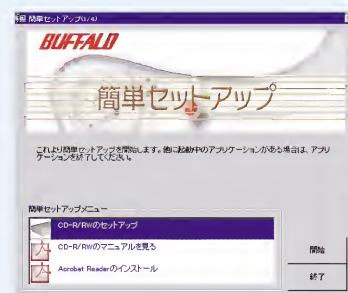 簡単セットアップ(1/4)
BUFFALO
簡単セットアップ
これより簡単セットアップを開始します。他に起動中のアプリケーションがある場合は、アプリ
ケーションを終了してください。
簡単セットアップメニュー
CD-R/RWのセットアップ
CD-R/RWのマニュアルを見る
Acrobat Readerのインストール
開始
終了